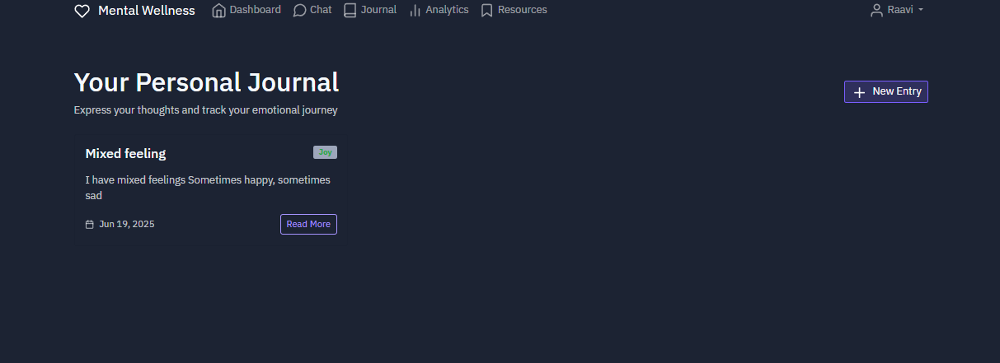 Mental Wellness Dashboard Chat Journal Analytics Resources Raavi
Your Personal Journal
New Entry
Express your thoughts and track your emotional journey
Mixed feeling Joy
I have mixed feelings Sometimes happy, sometimes
sad
Jun 19, 2025 Read More